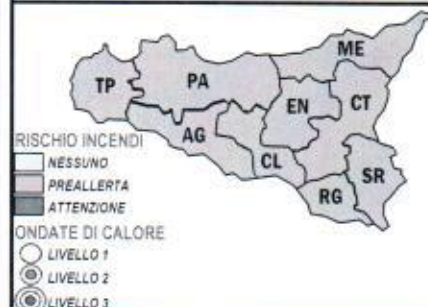 ME
TP
PA
EN
CT
AG
CL
SR
RG
RISCHIO INCENDI
NESSUNO
PREALLERTA
ATTENZIONE
ONDATE DI CALORE
LIVELLO 1
LIVELLO 2
LIVELLO 3